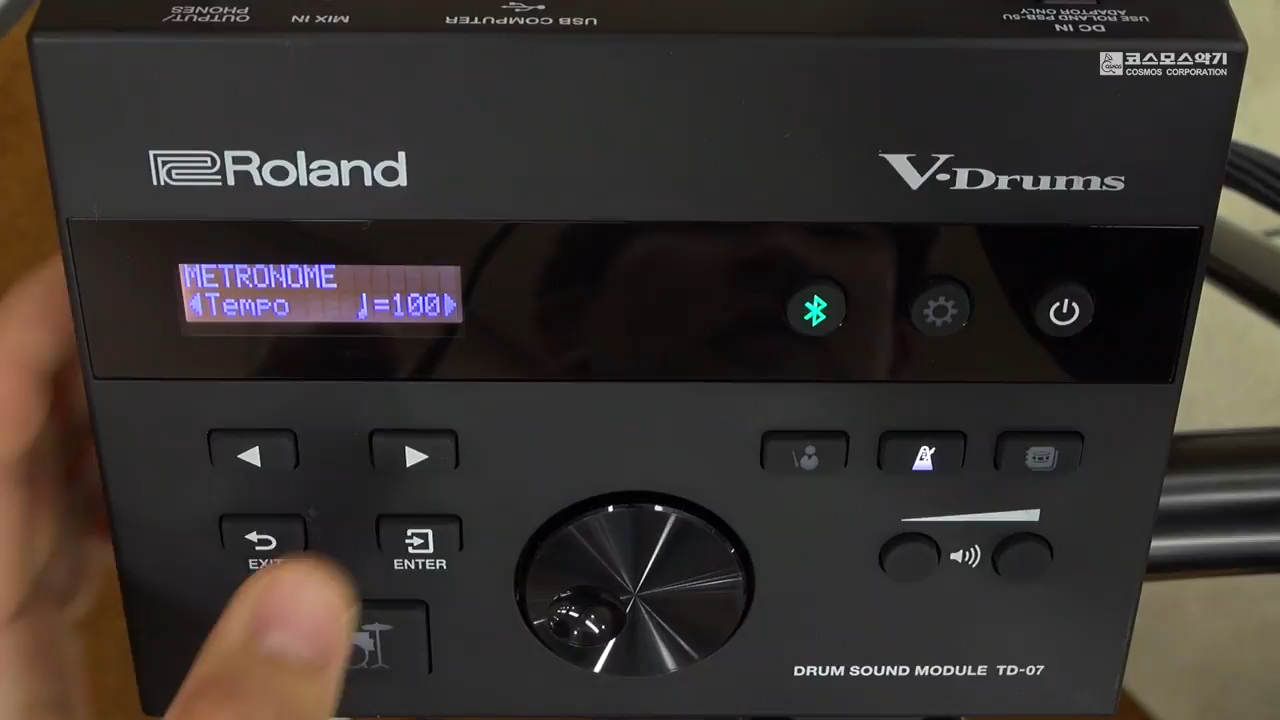 OUTPUT/
PHONES
MIX IN
USB COMPUTER
DC IN
USE ROLAND PSB-5U
ADAPTOR ONLY
코스모스악기
COSMOS CORPORATION
Roland
V-Drums
METRONOME
Tempo ♩=100
EXIT
ENTER
DRUM SOUND MODULE TD-07